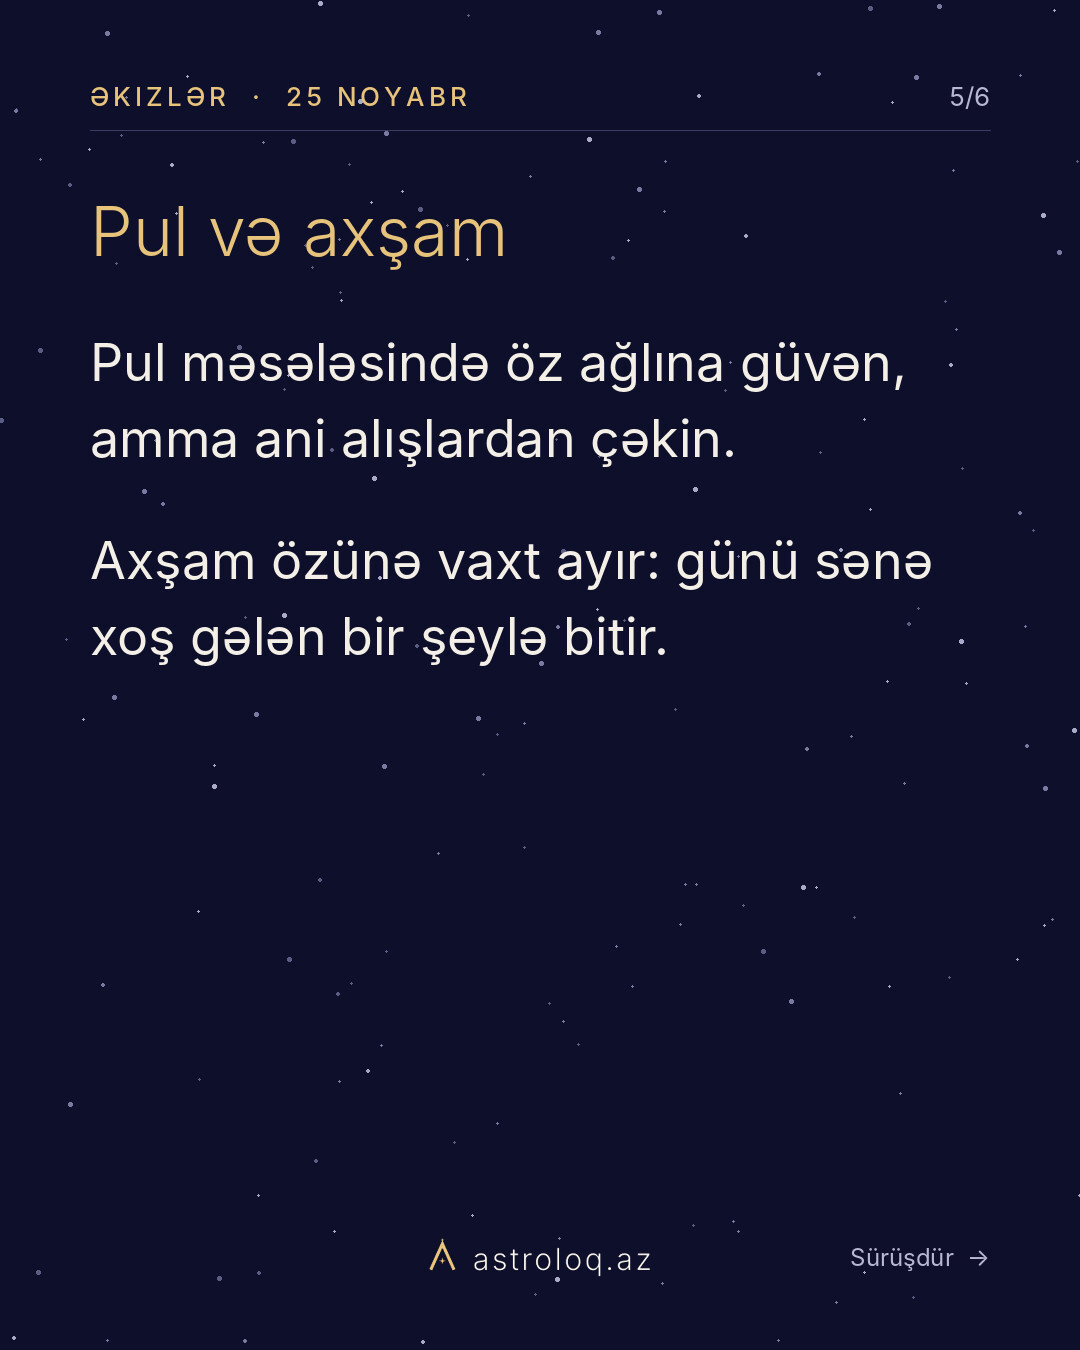 ƏKIZLƏR · 25 NOYABR 5/6
Pul və axşam
Pul məsələsində öz ağlına güvən,
amma ani alışlardan çəkin.
Axşam özünə vaxt ayır: günü sənə
xoş gələn bir şeylə bitir.
astroloq.az Sürüşdür →